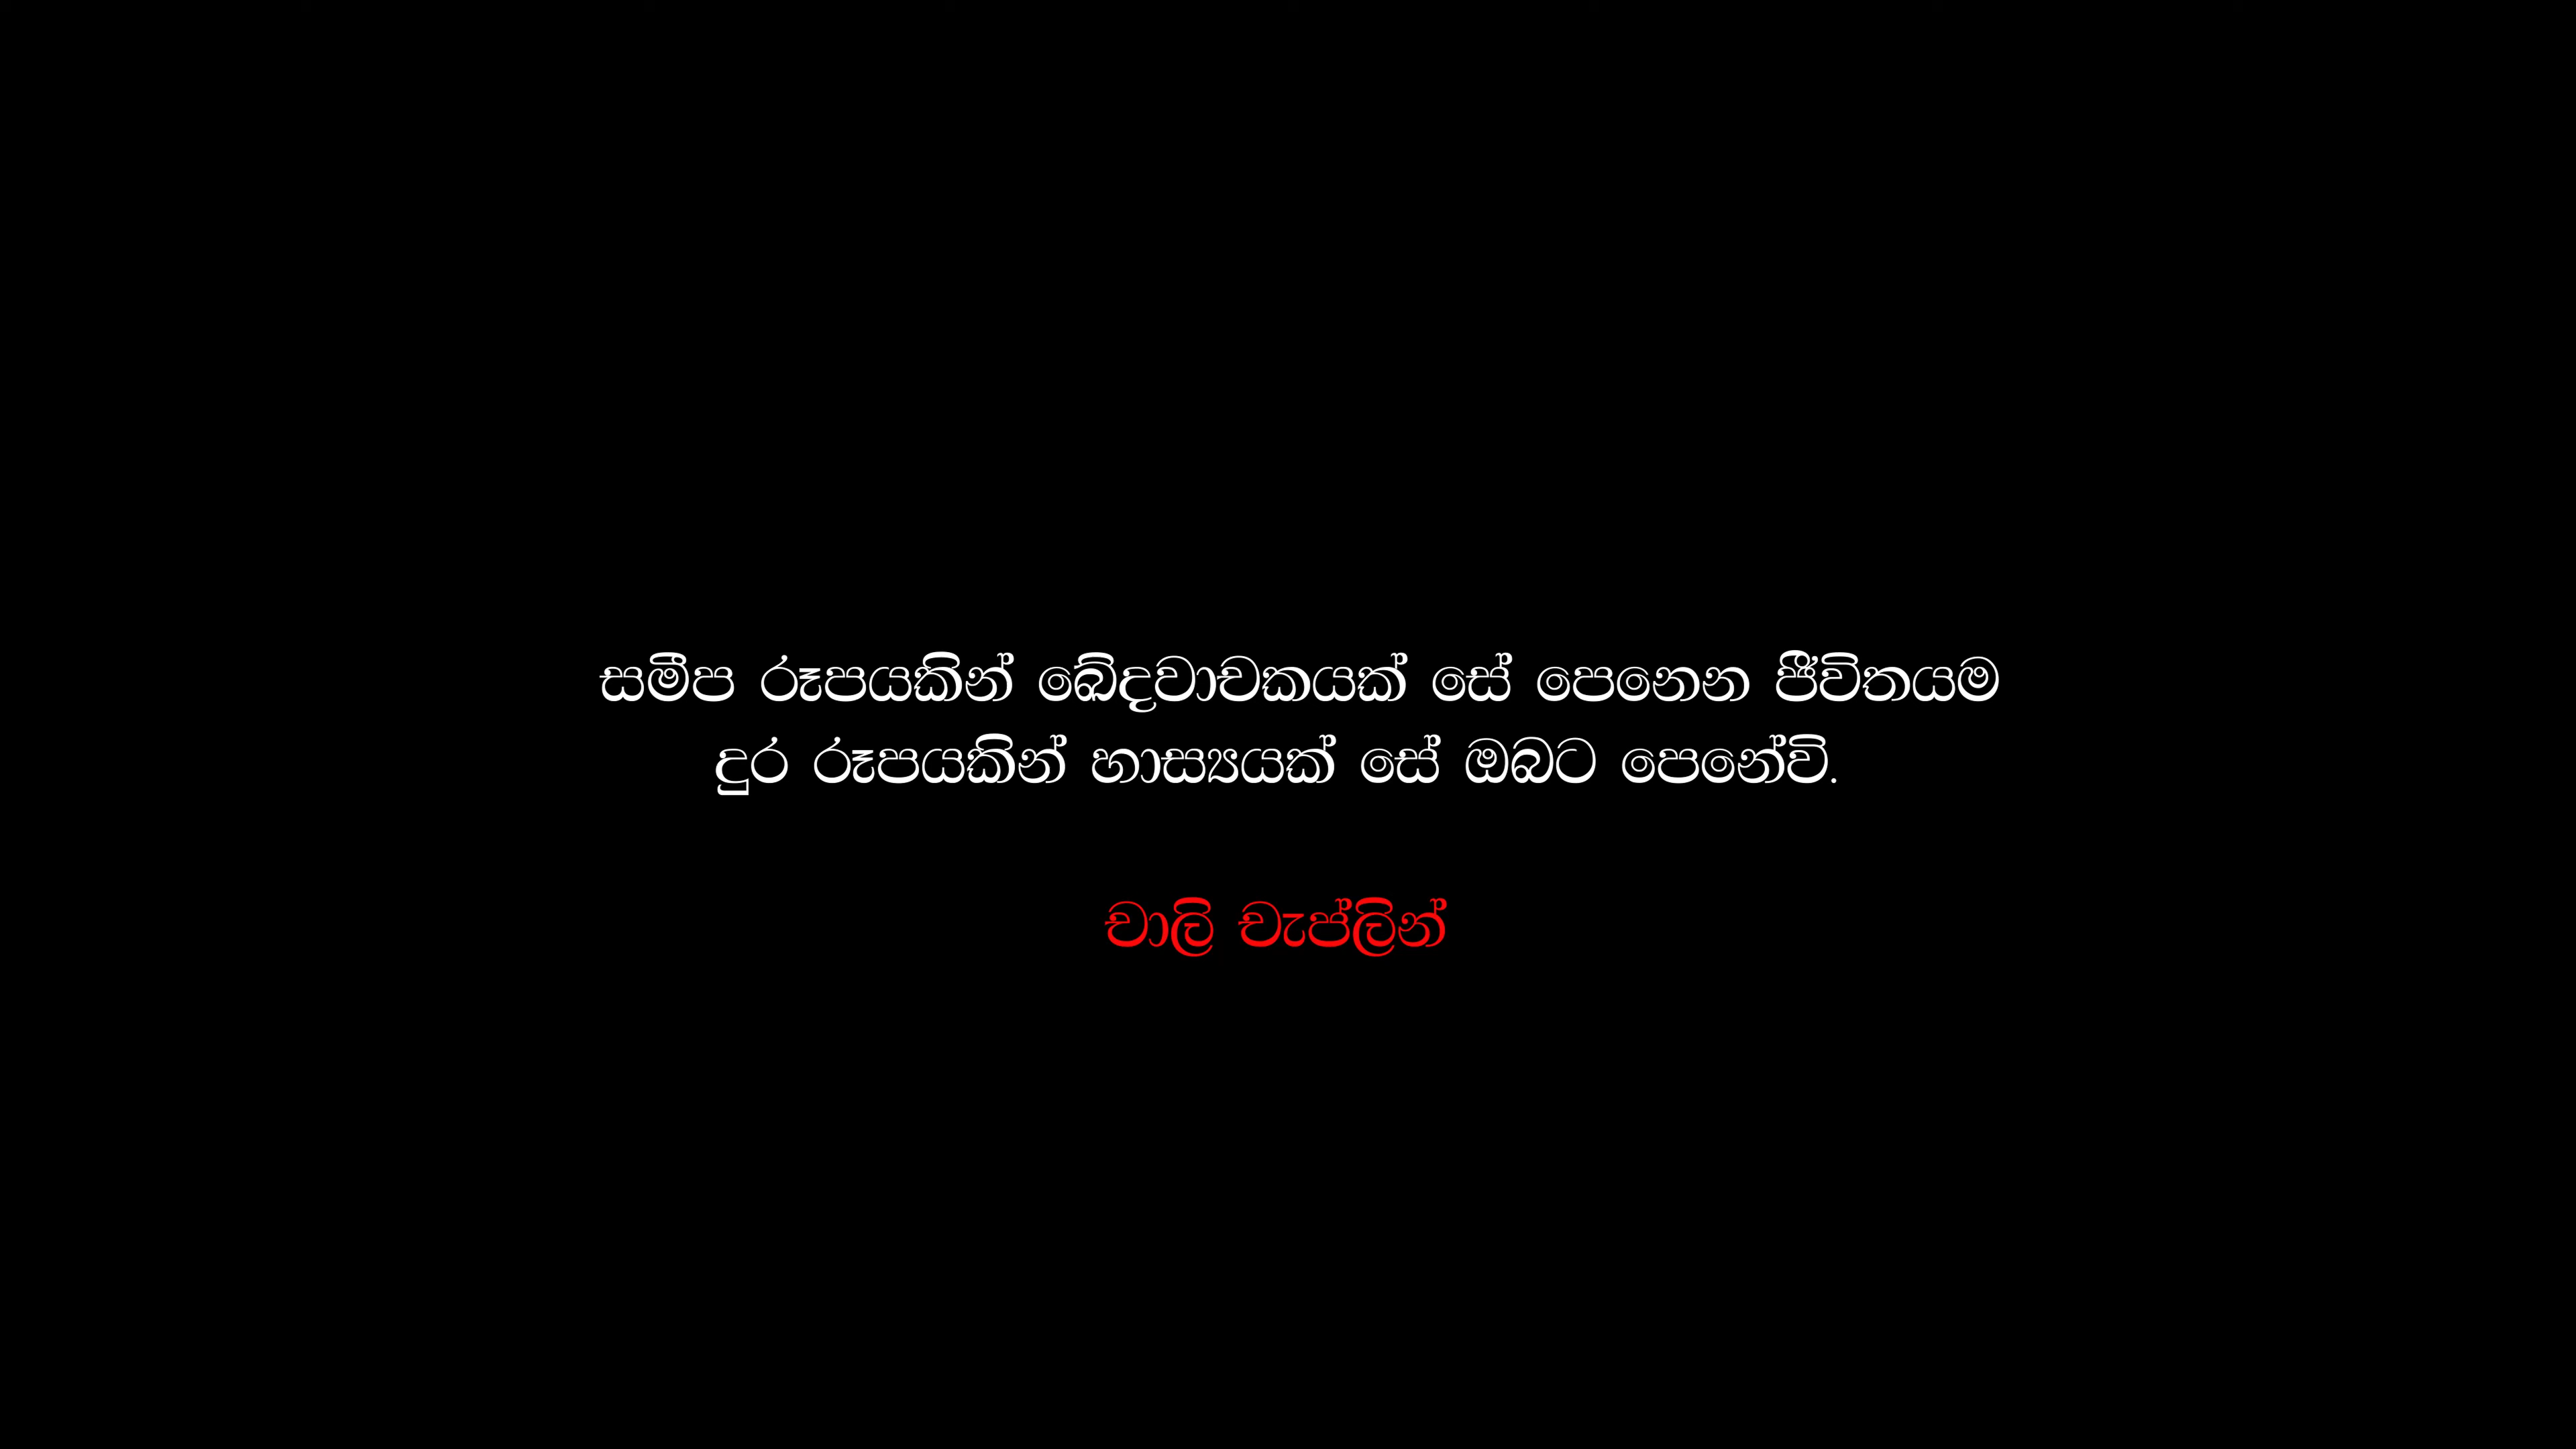 සමීප රූපයකින් ඛේදවාචකයක් සේ පෙනෙන ජීවිතයම
දුර රූපයකින් හාස්‍යයක් සේ ඔබට පෙනේවි.
චාලි චැප්ලින්